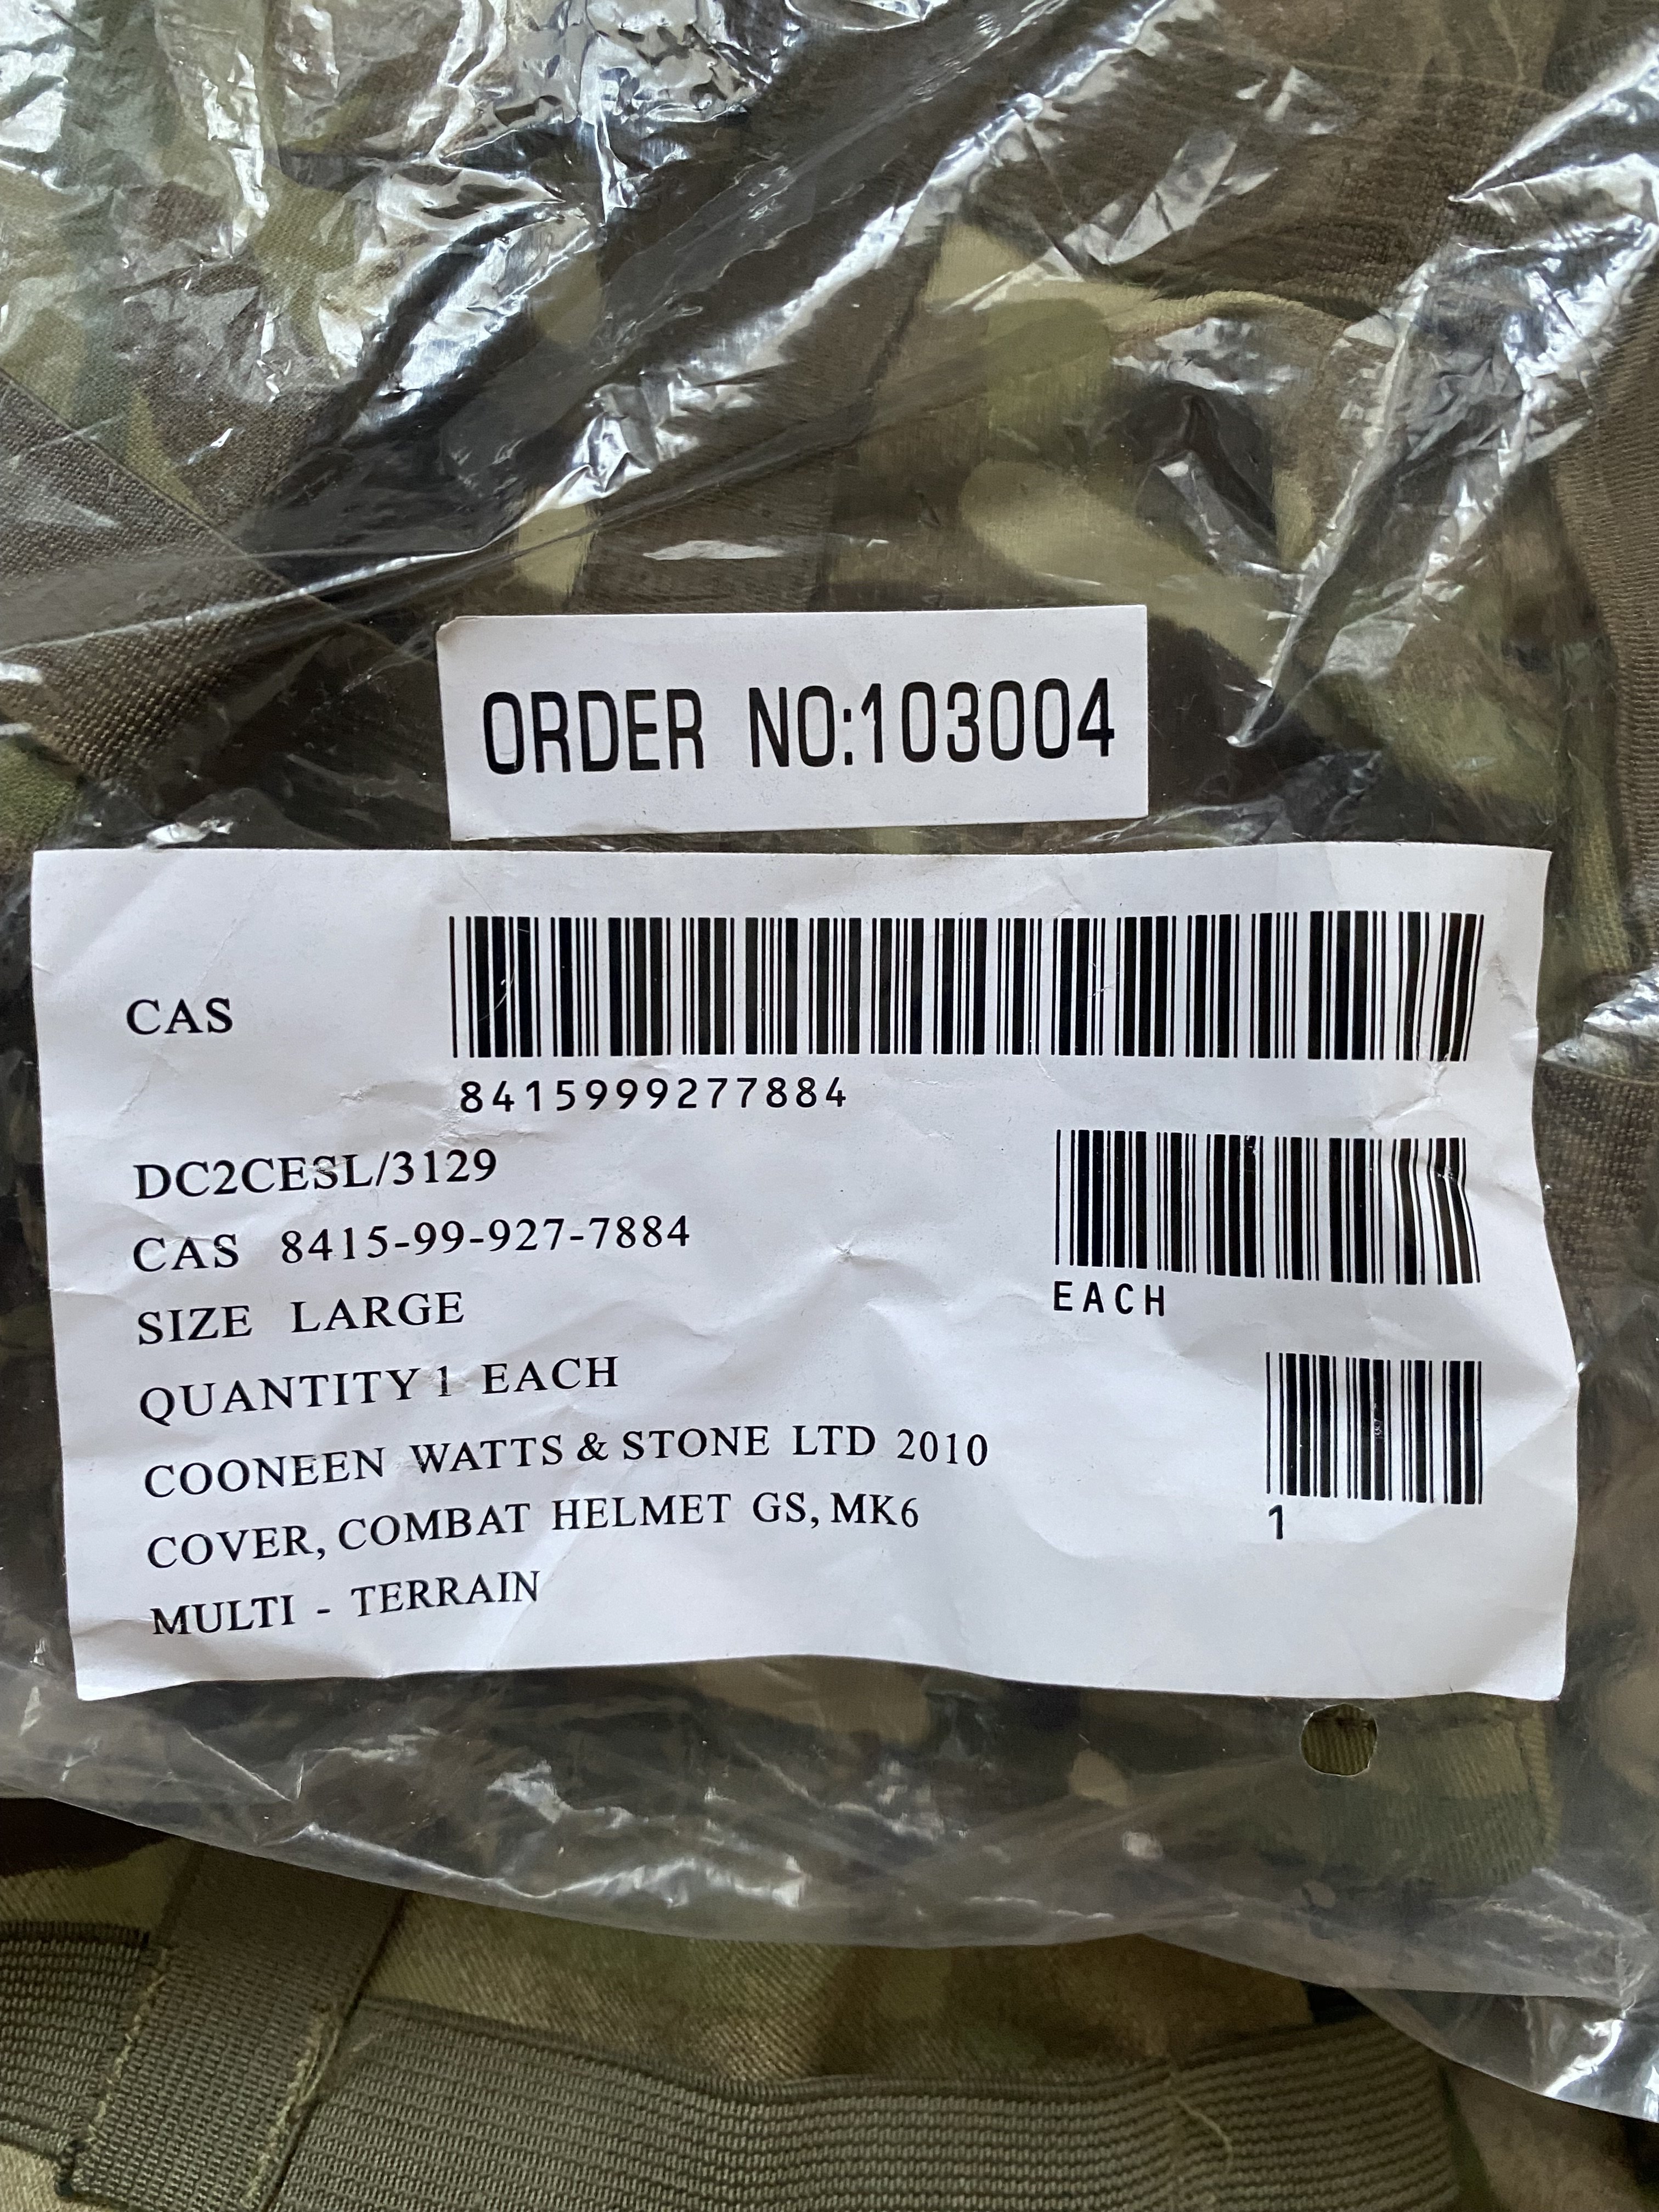 ORDER NO:103004
CAS
8415999277884
DC2CESL/3129
CAS 8415-99-927-7884
EACH
SIZE LARGE
QUANTITY 1 EACH
COONEEN WATTS & STONE LTD 2010
COVER, COMBAT HELMET GS, MK6
1
MULTI - TERRAIN